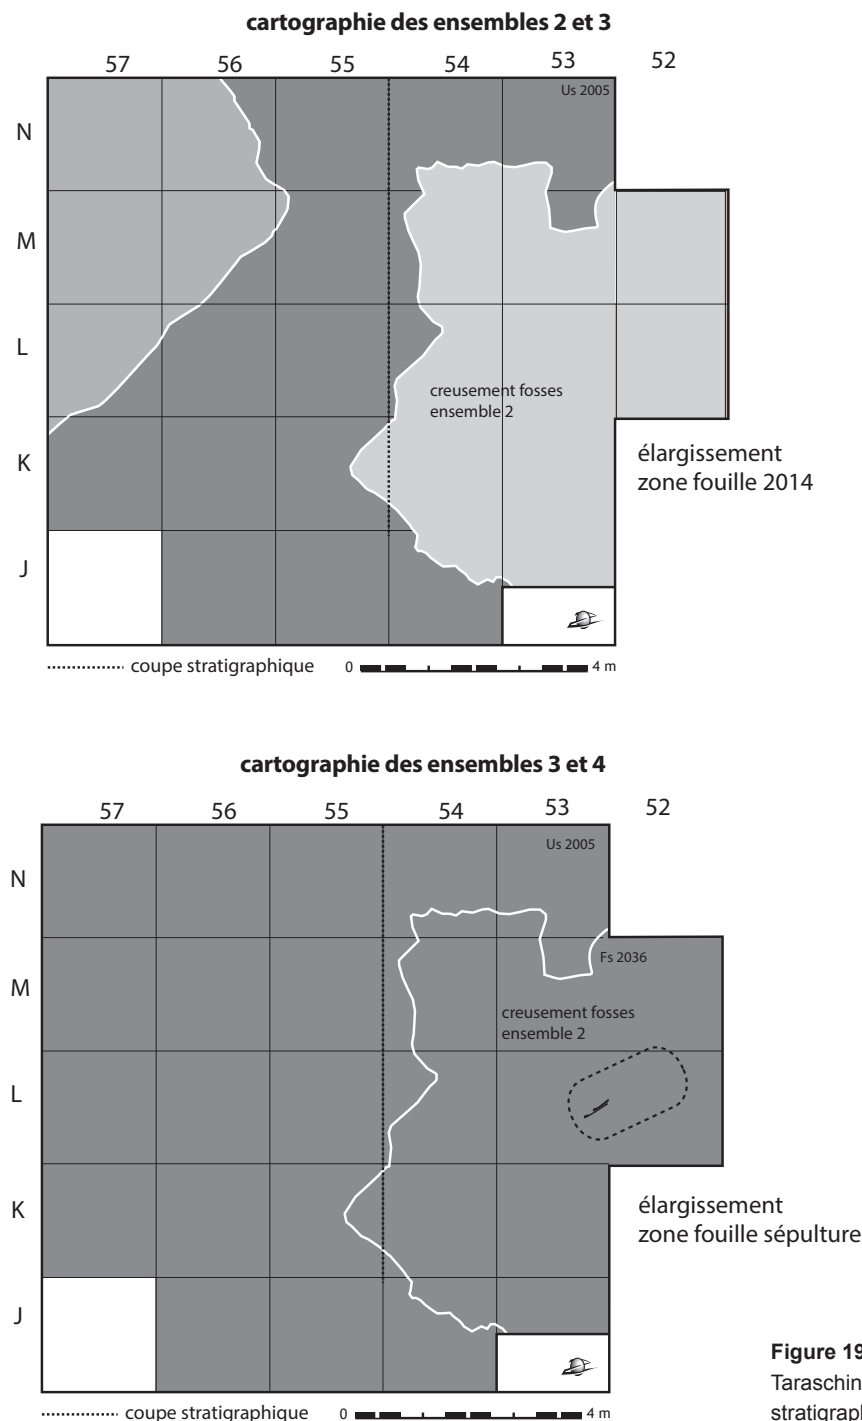 cartographie des ensembles 2 et 3
57 56 55 54 53 52
Us 2005
N
M
L
creusement fosses
ensemble 2
K
élargissement
zone fouille 2014
J
coupe stratigraphique 0 4 m
cartographie des ensembles 3 et 4
57 56 55 54 53 52
Us 2005
N
Fs 2036
M
creusement fosses
ensemble 2
L
K
élargissement
zone fouille sépulture
J
Figure 19
Taraschin
stratigraph
coupe stratigraphique 0 4 m